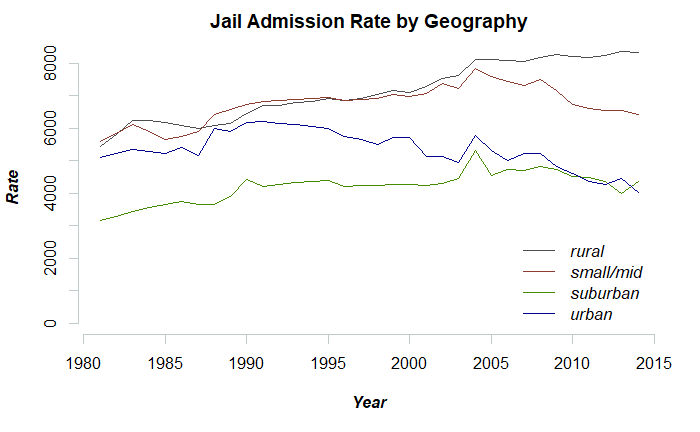 Jail Admission Rate by Geography
8000
6000
4000
2000
0
Rate
rural
small/mid
suburban
urban
1980 1985 1990 1995 2000 2005 2010 2015
Year